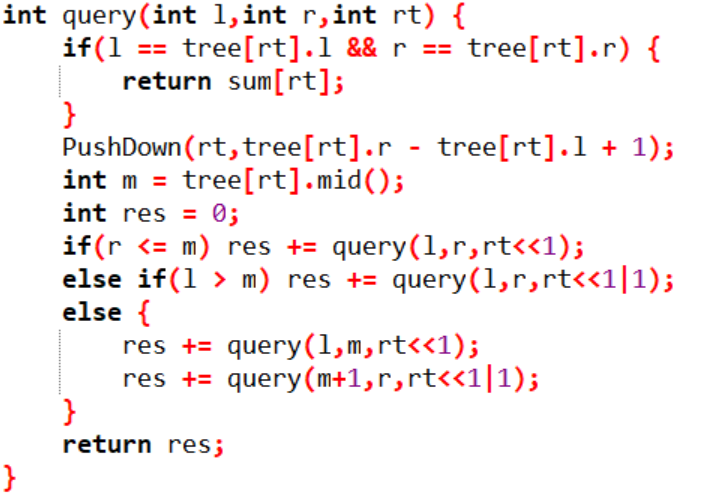 int query(int l,int r,int rt) {
    if(l == tree[rt].l && r == tree[rt].r) {
        return sum[rt];
    }
    PushDown(rt,tree[rt].r - tree[rt].l + 1);
    int m = tree[rt].mid();
    int res = 0;
    if(r <= m) res += query(l,r,rt<<1);
    else if(l > m) res += query(l,r,rt<<1|1);
    else {
        res += query(l,m,rt<<1);
        res += query(m+1,r,rt<<1|1);
    }
    return res;
}